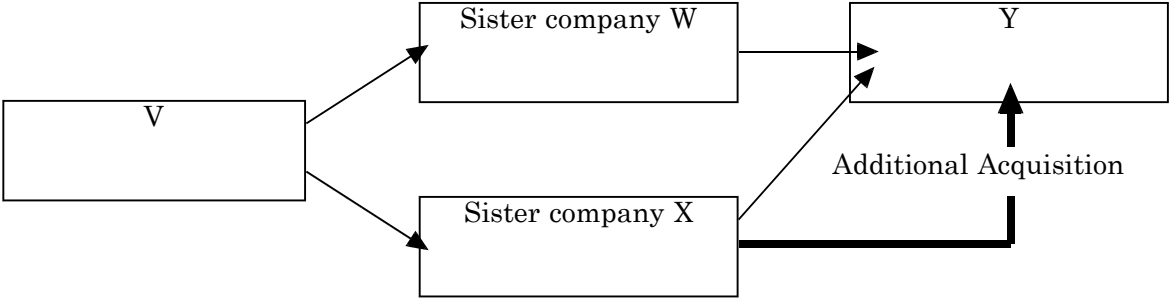 Sister company W
Y
V
Additional Acquisition
Sister company X